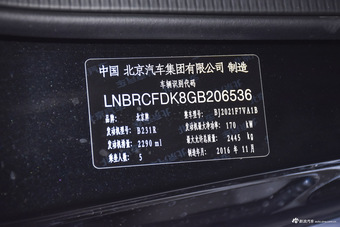 中国 北京汽车集团有限公司 制造
车辆识别代码
LNBRCFDK8GB206536
品牌: 北京牌 整车型号: BJ2021F7VA1B
发动机型号: B231R 发动机最大净功率: 170 kW
发动机排量: 2290 ml 最大允许总质量: 2445 kg
乘坐人数: 5 制造年月: 2016 年 11月